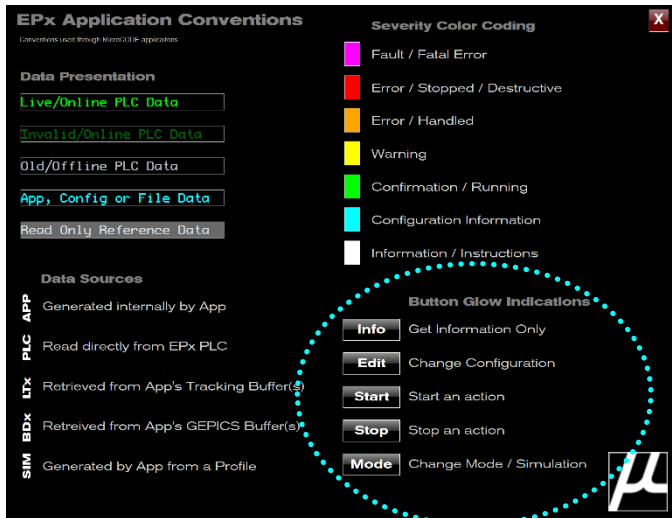 EPx Application Conventions
Conventions used through MicroCODE applicaitons
Data Presentation
Live/Online PLC Data
Invalid/Online PLC Data
Old/Offline PLC Data
App, Config or File Data
Read Only Reference Data
Data Sources
APP Generated internally by App
PLC Read directly from EPx PLC
LTx Retrieved from App's Tracking Buffer(s)
BDx Retreived from App's GEPICS Buffer(s)
SIM Generated by App from a Profile
Severity Color Coding
X
Fault / Fatal Error
Error / Stopped / Destructive
Error / Handled
Warning
Confirmation / Running
Configuration Information
Information / Instructions
Button Glow Indications
Info Get Information Only
Edit Change Configuration
Start Start an action
Stop Stop an action
Mode Change Mode / Simulation
μ